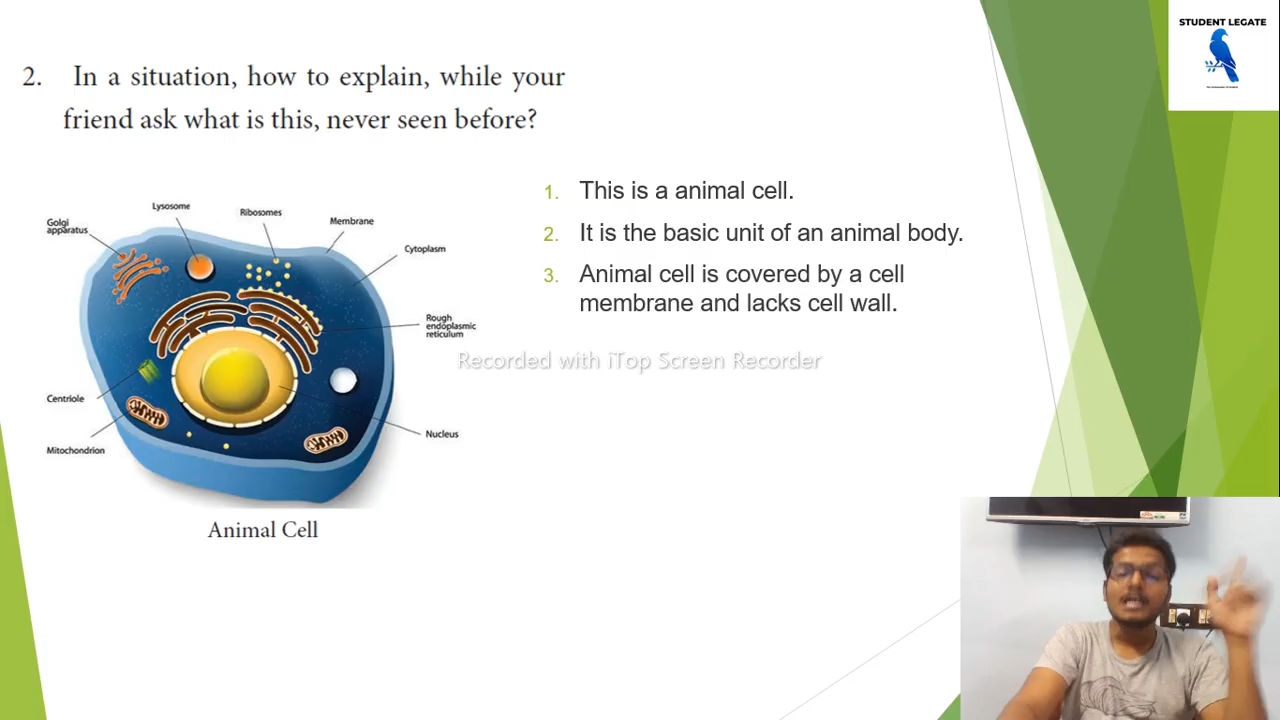 STUDENT LEGATE
2. In a situation, how to explain, while your
friend ask what is this, never seen before?
1. This is a animal cell.
2. It is the basic unit of an animal body.
3. Animal cell is covered by a cell
membrane and lacks cell wall.
Golgi
apparatus
Lysosome
Ribosomes
Membrane
Cytoplasm
Rough
endoplasmic
reticulum
Centriole
Mitochondrion
Nucleus
Animal Cell
Recorded with iTop Screen Recorder